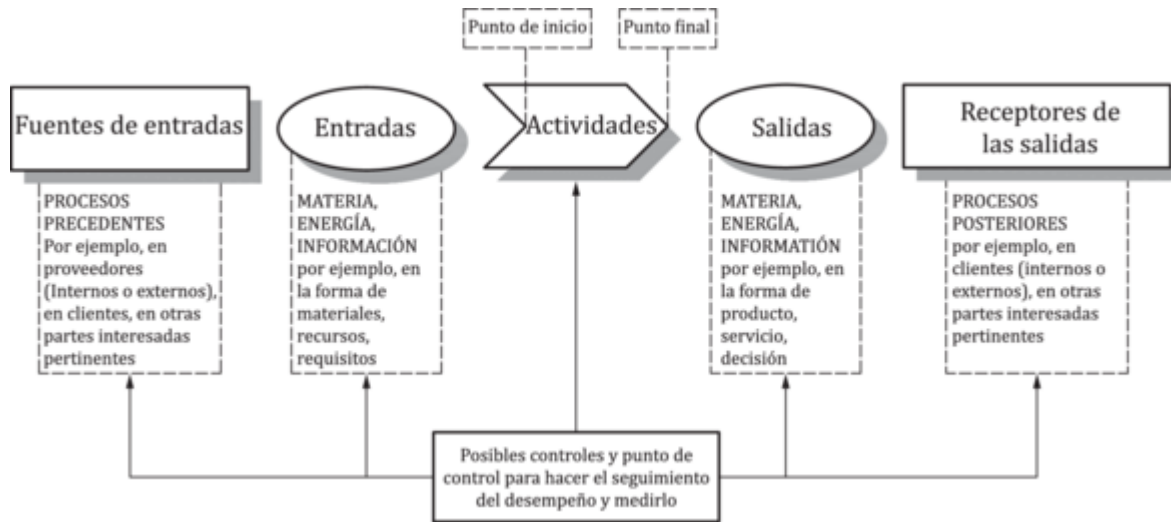 Punto de inicio
Punto final
Fuentes de entradas
Entradas
Actividades
Salidas
Receptores de
las salidas
PROCESOS
PRECEDENTES
Por ejemplo, en
proveedores
(Internos o externos),
en clientes, en otras
partes interesadas
pertinentes
MATERIA,
ENERGÍA,
INFORMACIÓN
por ejemplo, en
la forma de
materiales,
recursos,
requisitos
MATERIA,
ENERGÍA,
INFORMATIÓN
por ejemplo, en
la forma de
producto,
servicio,
decisión
PROCESOS
POSTERIORES
por ejemplo, en
clientes (internos o
externos), en otras
partes interesadas
pertinentes
Posibles controles y punto de
control para hacer el seguimiento
del desempeño y medirlo